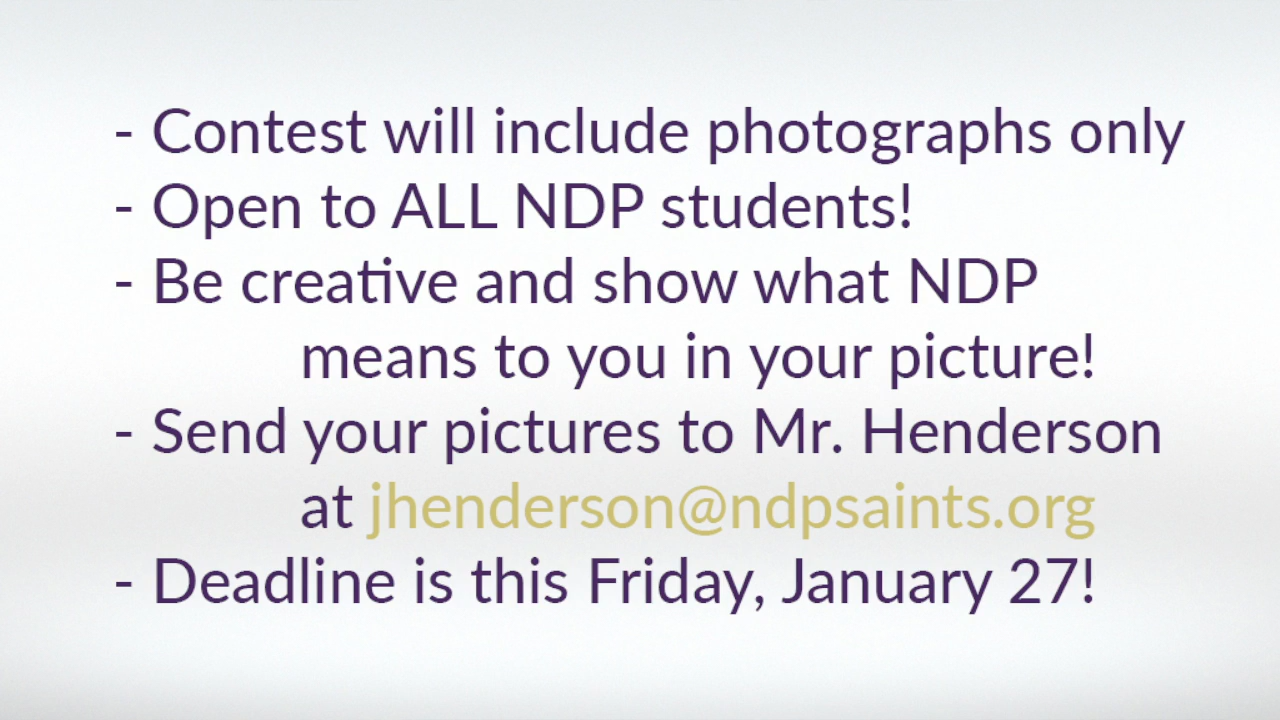 - Contest will include photographs only
- Open to ALL NDP students!
- Be creative and show what NDP
means to you in your picture!
- Send your pictures to Mr. Henderson
at jhenderson@ndpsaints.org
- Deadline is this Friday, January 27!